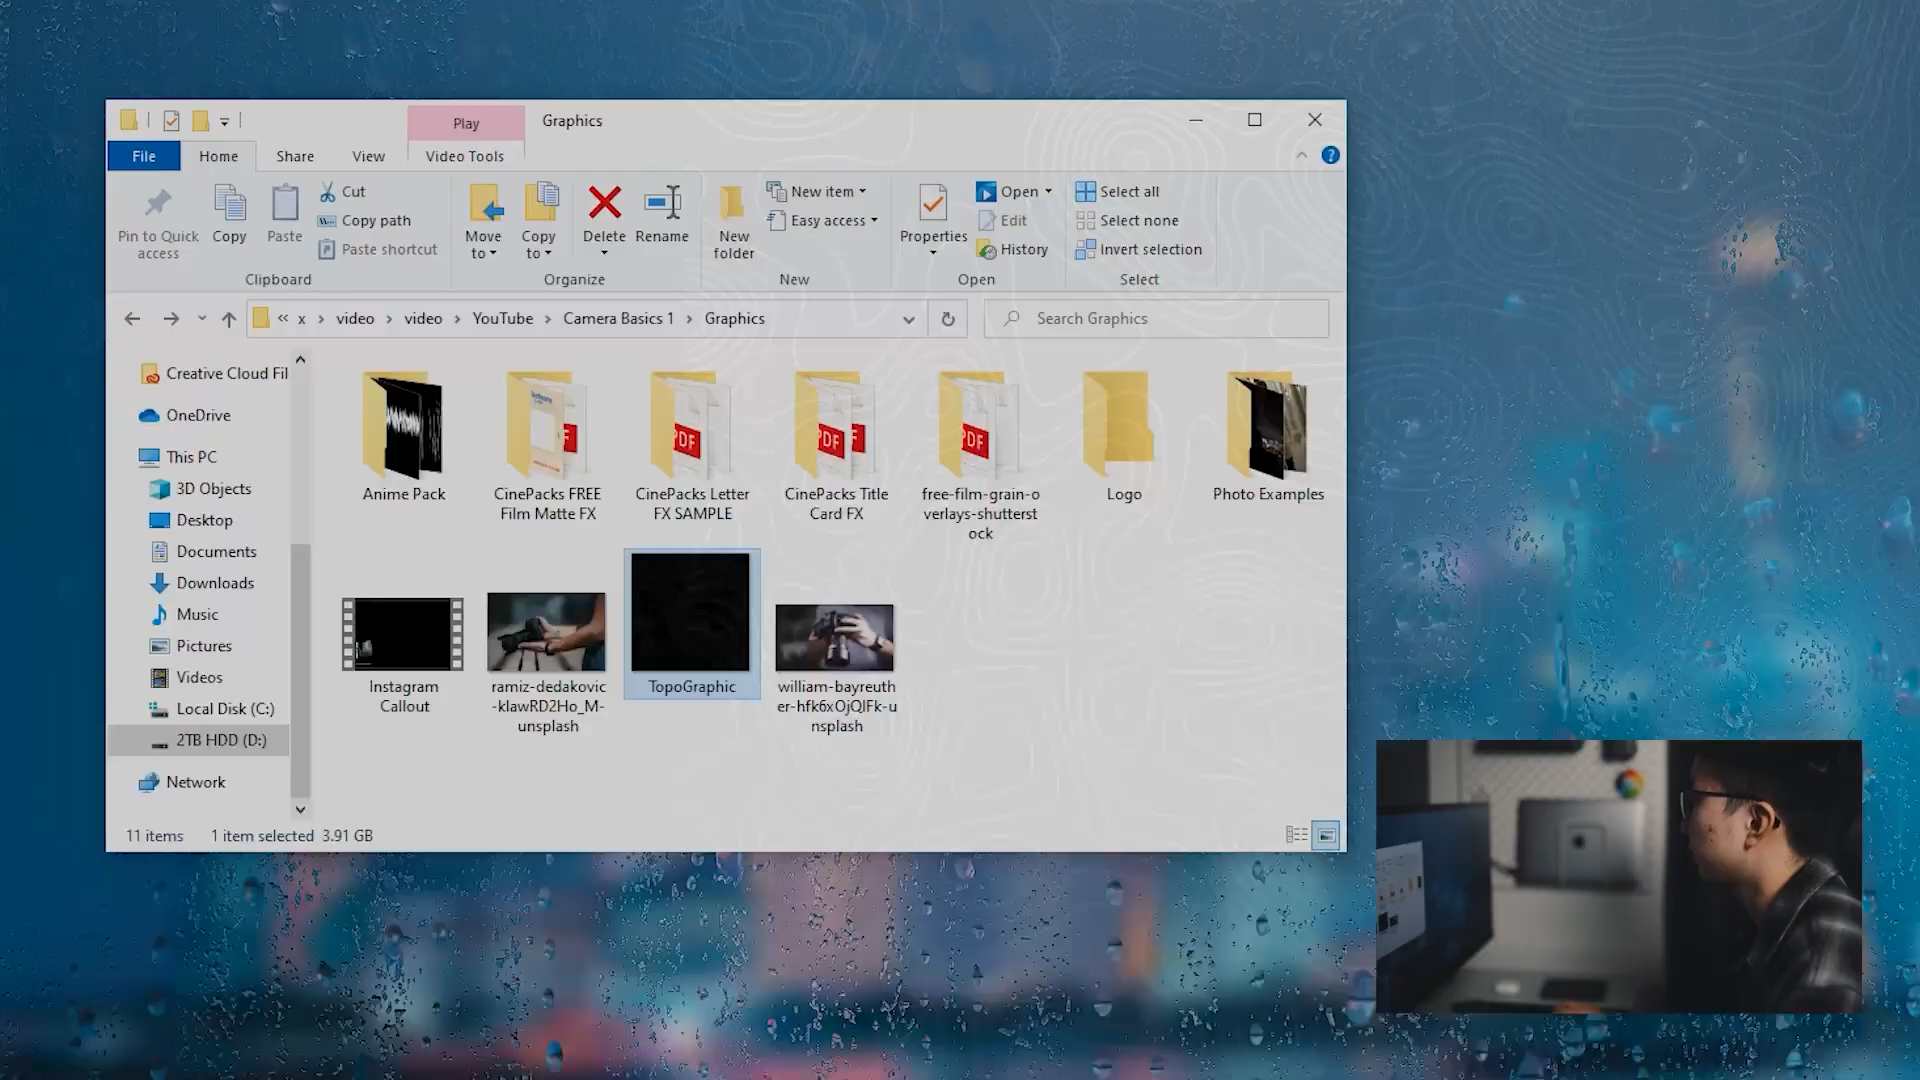 Play
Graphics
File
Home
Share
View
Video Tools
Pin to Quick
access
Copy
Paste
Cut
Copy path
Paste shortcut
Clipboard
Move
to
Copy
to
Delete
Rename
Organize
New
folder
New item
Easy access
New
Properties
Open
Edit
History
Open
Select all
Select none
Invert selection
Select
« x › video › video › YouTube › Camera Basics 1 › Graphics
Search Graphics
Creative Cloud Fil
OneDrive
This PC
3D Objects
Desktop
Documents
Downloads
Music
Pictures
Videos
Local Disk (C:)
2TB HDD (D:)
Network
Anime Pack
CinePacks FREE
Film Matte FX
PDF
CinePacks Letter
FX SAMPLE
PDF
CinePacks Title
Card FX
PDF
free-film-grain-o
verlays-shutterst
ock
Logo
Photo Examples
Instagram
Callout
ramiz-dedakovic
-klawRD2Ho_M-
unsplash
TopoGraphic
william-bayreuth
er-hfk6xOjQlFk-u
nsplash
11 items
1 item selected 3.91 GB